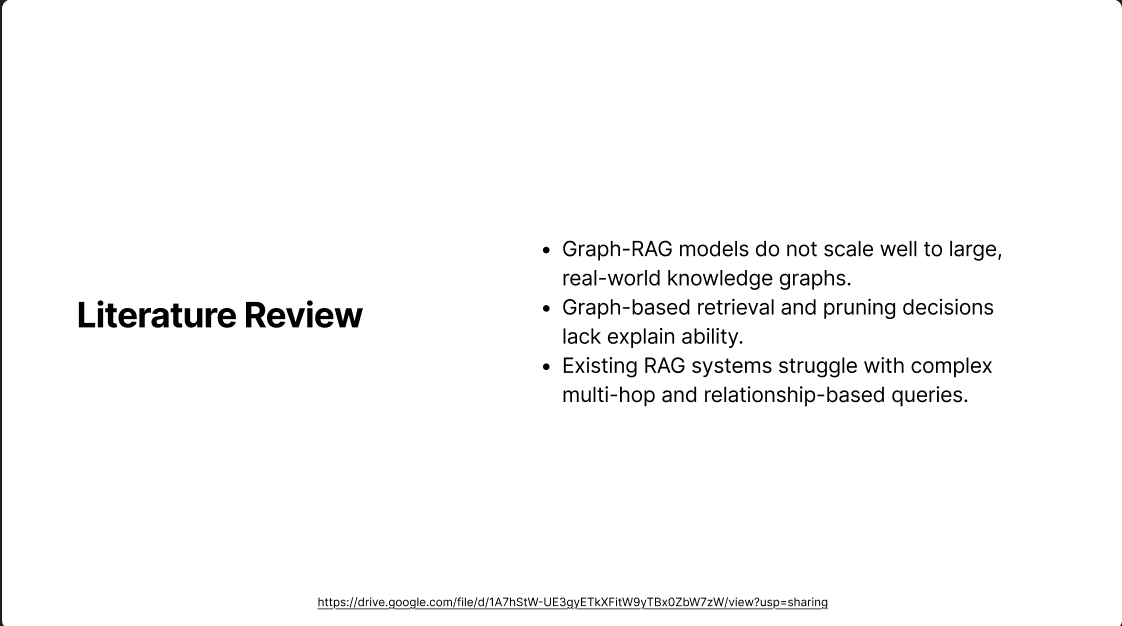 Literature Review
• Graph-RAG models do not scale well to large,
real-world knowledge graphs.
• Graph-based retrieval and pruning decisions
lack explain ability.
• Existing RAG systems struggle with complex
multi-hop and relationship-based queries.
https://drive.google.com/file/d/1A7hStW-UE3gyETkXFitW9yTBx0ZbW7zW/view?usp=sharing